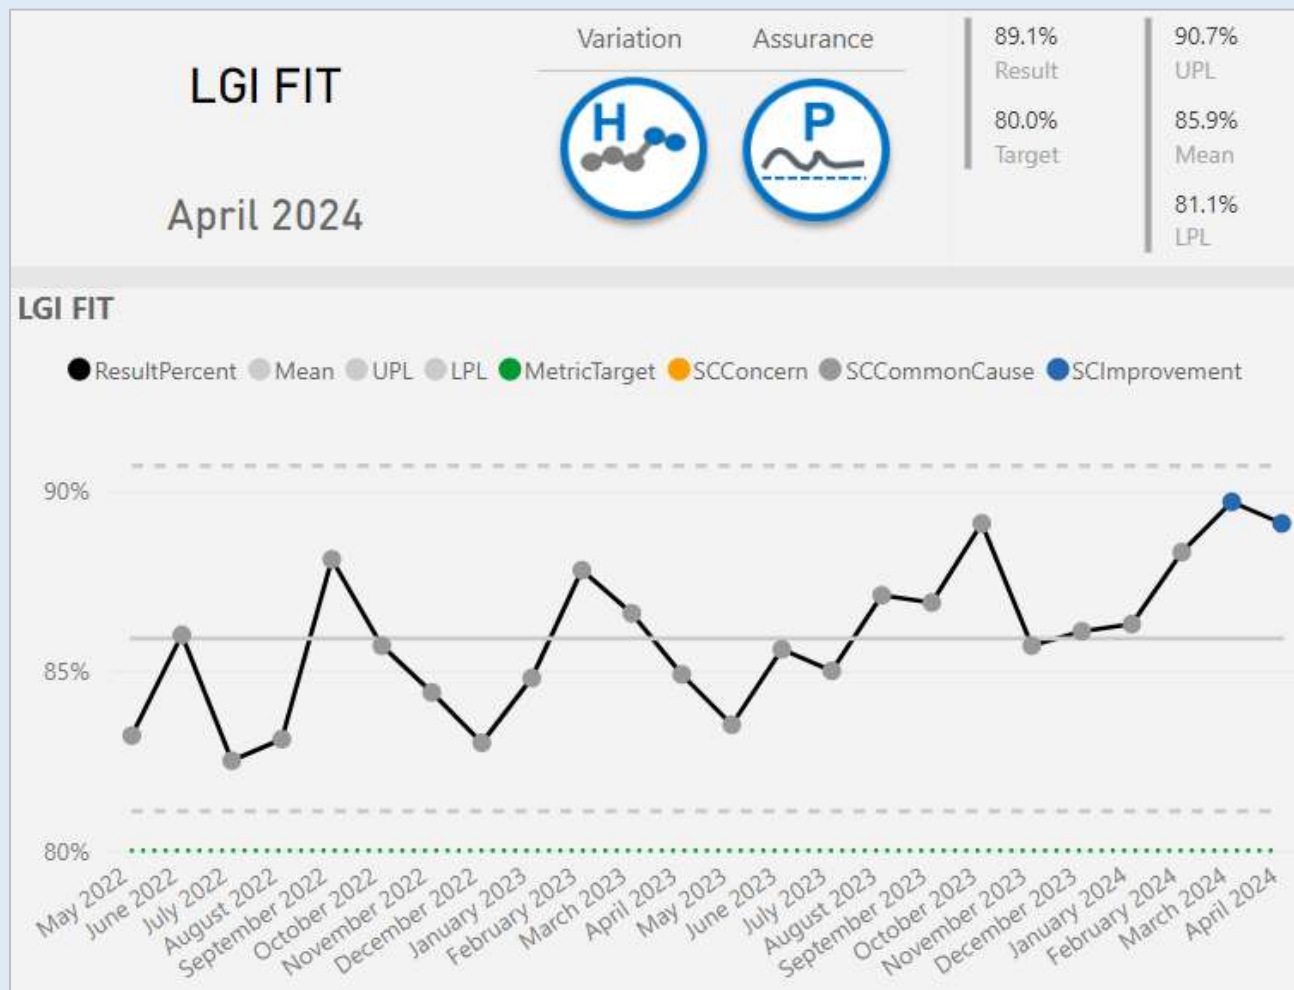 LGI FIT
April 2024
Variation
Assurance
H
P
89.1%
Result
80.0%
Target
90.7%
UPL
85.9%
Mean
81.1%
LPL
LGI FIT
ResultPercent Mean UPL LPL MetricTarget SCConcern SCCommonCause SCImprovement
90%
85%
80%
May 2022
June 2022
July 2022
August 2022
September 2022
October 2022
November 2022
December 2022
January 2023
February 2023
March 2023
April 2023
May 2023
June 2023
July 2023
August 2023
September 2023
October 2023
November 2023
December 2023
January 2024
February 2024
March 2024
April 2024